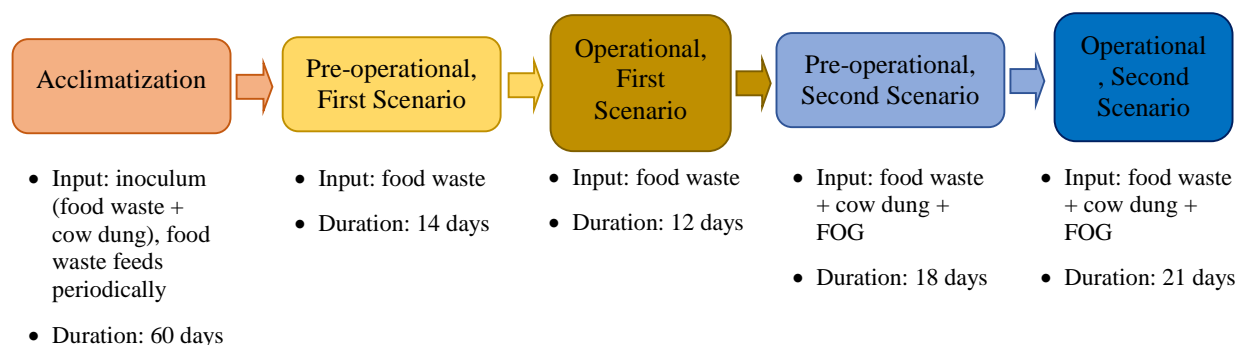 Acclimatization
Pre-operational,
First Scenario
Operational,
First
Scenario
Pre-operational,
Second Scenario
Operational
, Second
Scenario
• Input: inoculum
(food waste +
cow dung), food
waste feeds
periodically
• Duration: 60 days
• Input: food waste
• Duration: 14 days
• Input: food waste
• Duration: 12 days
• Input: food waste
+ cow dung +
FOG
• Duration: 18 days
• Input: food waste
+ cow dung +
FOG
• Duration: 21 days